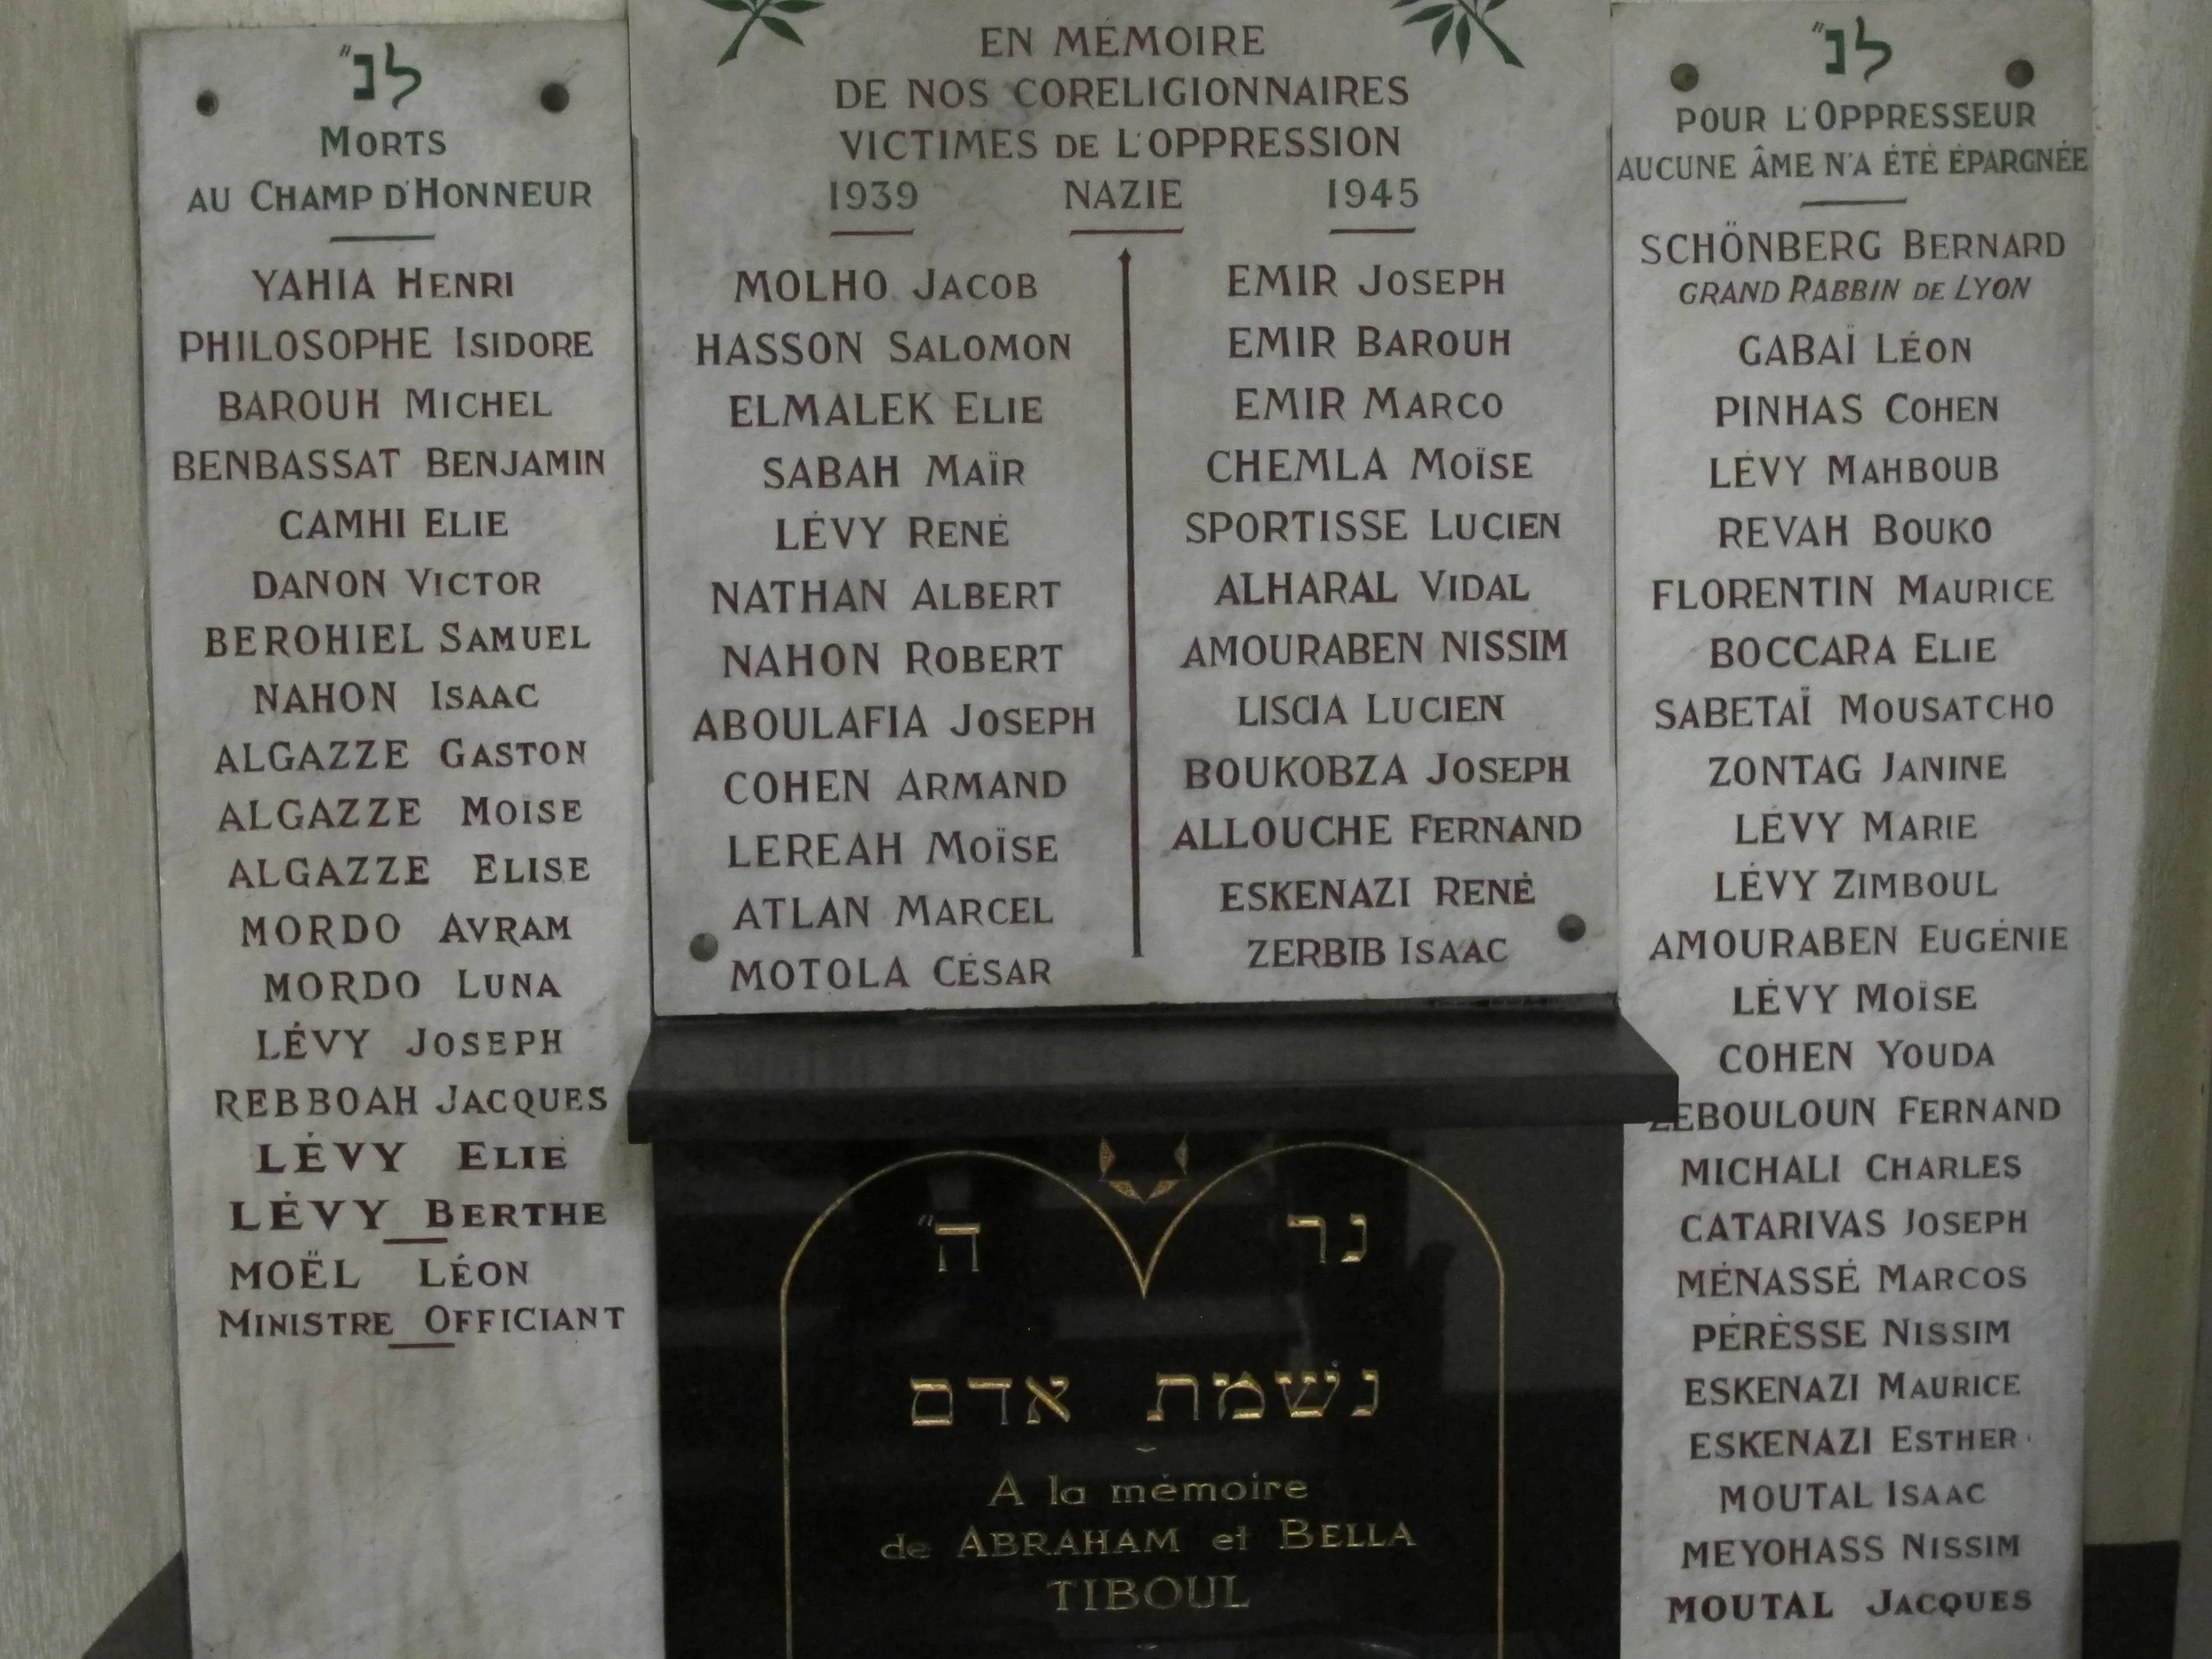 לנ״
MORTS
AU CHAMP D'HONNEUR
YAHIA HENRI
PHILOSOPHE ISIDORE
BAROUH MICHEL
BENBASSAT BENJAMIN
CAMHI ELIE
DANON VICTOR
BEROHIEL SAMUEL
NAHON ISAAC
ALGAZZE GASTON
ALGAZZE MOÏSE
ALGAZZE ELISE
MORDO AVRAM
MORDO LUNA
LÉVY JOSEPH
REBBOAH JACQUES
LÉVY ELIE
LÉVY BERTHE
MOËL LÉON
MINISTRE OFFICIANT
EN MÉMOIRE
DE NOS CORELIGIONNAIRES
VICTIMES DE L'OPPRESSION
1939 NAZIE 1945
MOLHO JACOB
HASSON SALOMON
ELMALEK ELIE
SABAH MAÏR
LÉVY RENÉ
NATHAN ALBERT
NAHON ROBERT
ABOULAFIA JOSEPH
COHEN ARMAND
LEREAH MOÏSE
ATLAN MARCEL
MOTOLA CÉSAR
EMIR JOSEPH
EMIR BAROUH
EMIR MARCO
CHEMLA MOÏSE
SPORTISSE LUCIEN
ALHARAL VIDAL
AMOURABEN NISSIM
LISCIA LUCIEN
BOUKOBZA JOSEPH
ALLOUCHE FERNAND
ESKENAZI RENÉ
ZERBIB ISAAC
לנ״
POUR L'OPPRESSEUR
AUCUNE ÂME N'A ÉTÉ ÉPARGNÉE
SCHÖNBERG BERNARD
GRAND RABBIN DE LYON
GABAÏ LÉON
PINHAS COHEN
LÉVY MAHBOUB
REVAH BOUKO
FLORENTIN MAURICE
BOCCARA ELIE
SABETAÏ MOUSATCHO
ZONTAG JANINE
LÉVY MARIE
LÉVY ZIMBOUL
AMOURABEN EUGÉNIE
LÉVY MOÏSE
COHEN YOUDA
ZEBOULOUN FERNAND
MICHALI CHARLES
CATARIVAS JOSEPH
MÉNASSÉ MARCOS
PÉRÈSSE NISSIM
ESKENAZI MAURICE
ESKENAZI ESTHER
MOUTAL ISAAC
MEYOHASS NISSIM
MOUTAL JACQUES
נר ה״
נשמת אדם
A la mémoire
de ABRAHAM et BELLA
TIBOUL